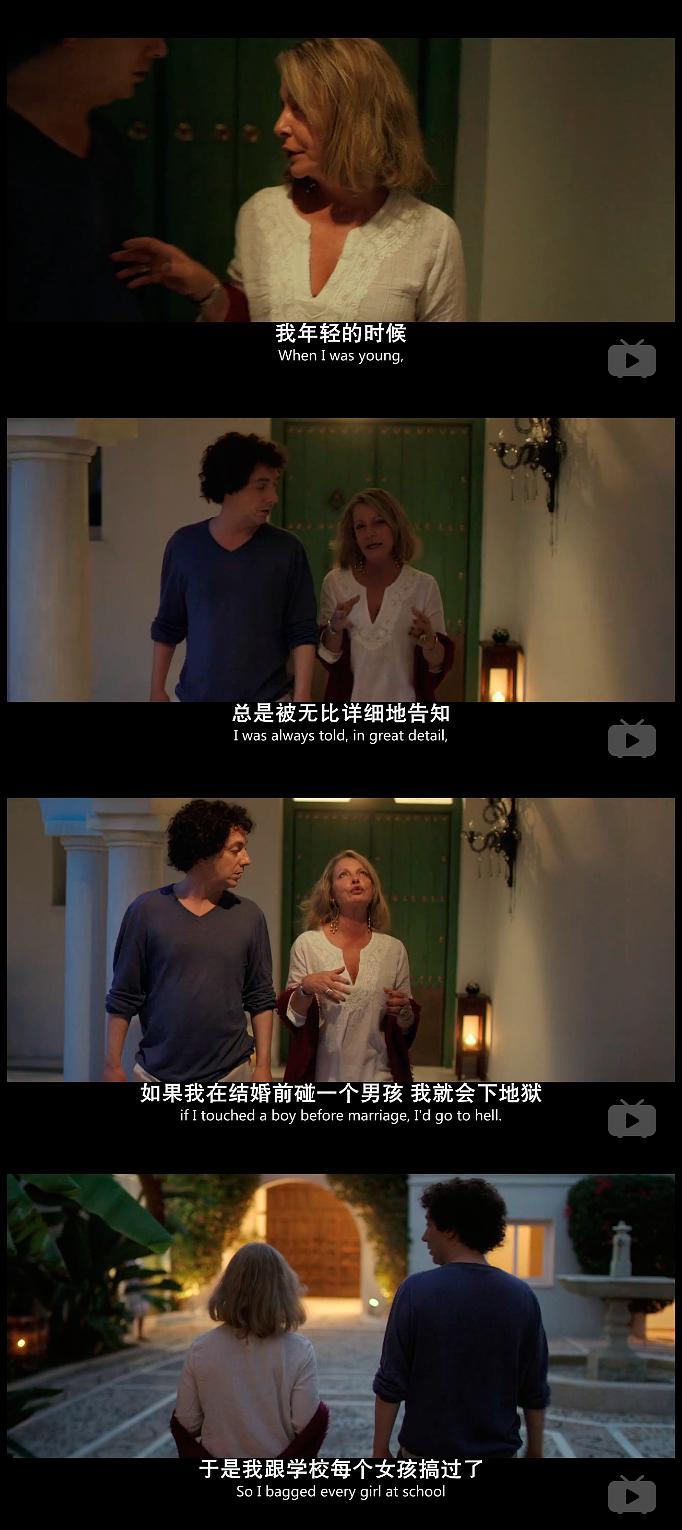 我年轻的时候
When I was young,
总是被无比详细地告知
I was always told, in great detail,
如果我在结婚前碰一个男孩 我就会下地狱
if I touched a boy before marriage, I'd go to hell.
于是我跟学校每个女孩搞过了
So I bagged every girl at school